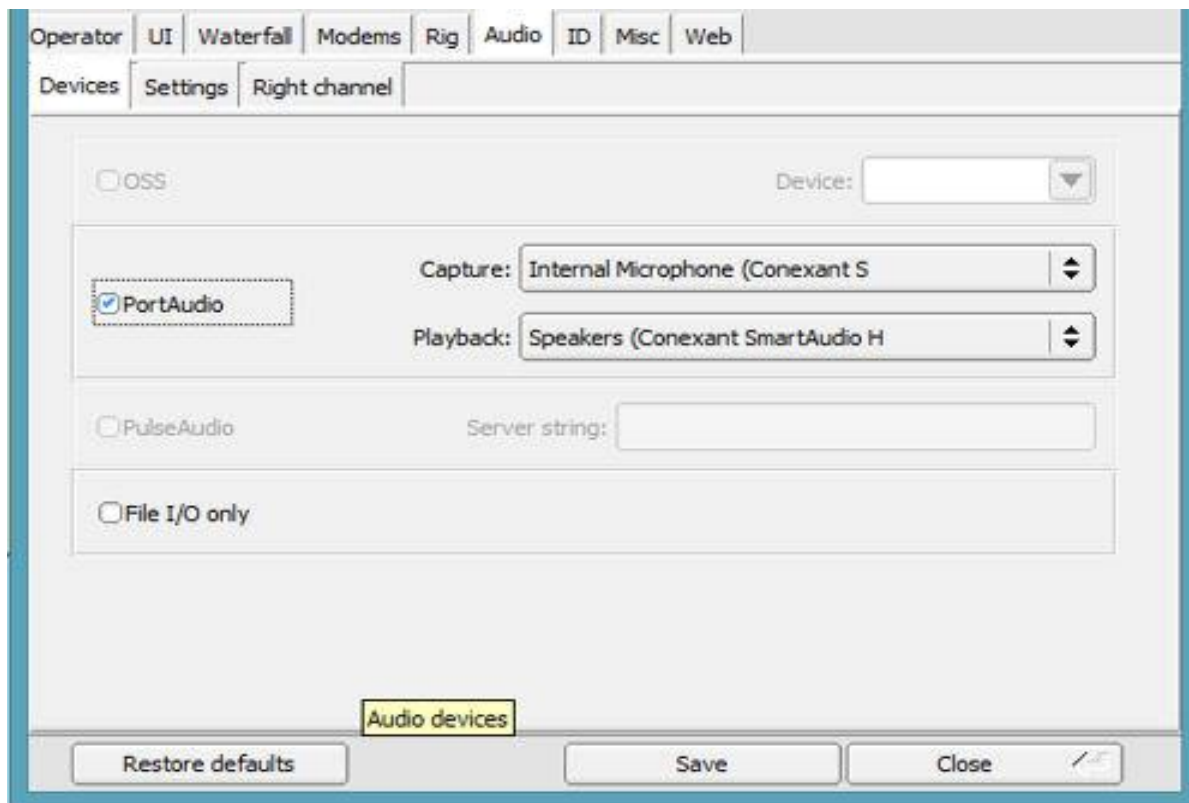 Operator UI Waterfall Modems Rig Audio ID Misc Web
Devices Settings Right channel
OSS Device:
Capture: Internal Microphone (Conexant S
PortAudio
Playback: Speakers (Conexant SmartAudio H
PulseAudio Server string:
File I/O only
Audio devices
Restore defaults Save Close